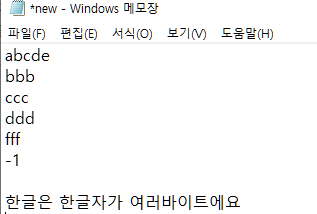 *new - Windows 메모장
파일(F) 편집(E) 서식(O) 보기(V) 도움말(H)
abcde
bbb
ccc
ddd
fff
-1
한글은 한글자가 여러바이트에요